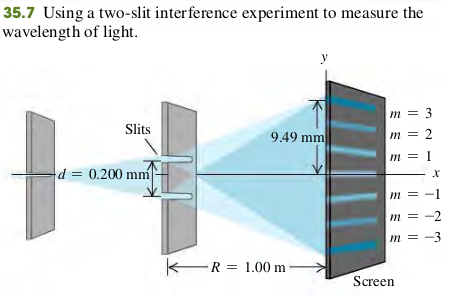 35.7 Using a two-slit interference experiment to measure the
wavelength of light.
y
Slits
9.49 mm
d = 0.200 mm
m = 3
m = 2
m = 1
x
m = −1
m = −2
m = −3
R = 1.00 m
Screen